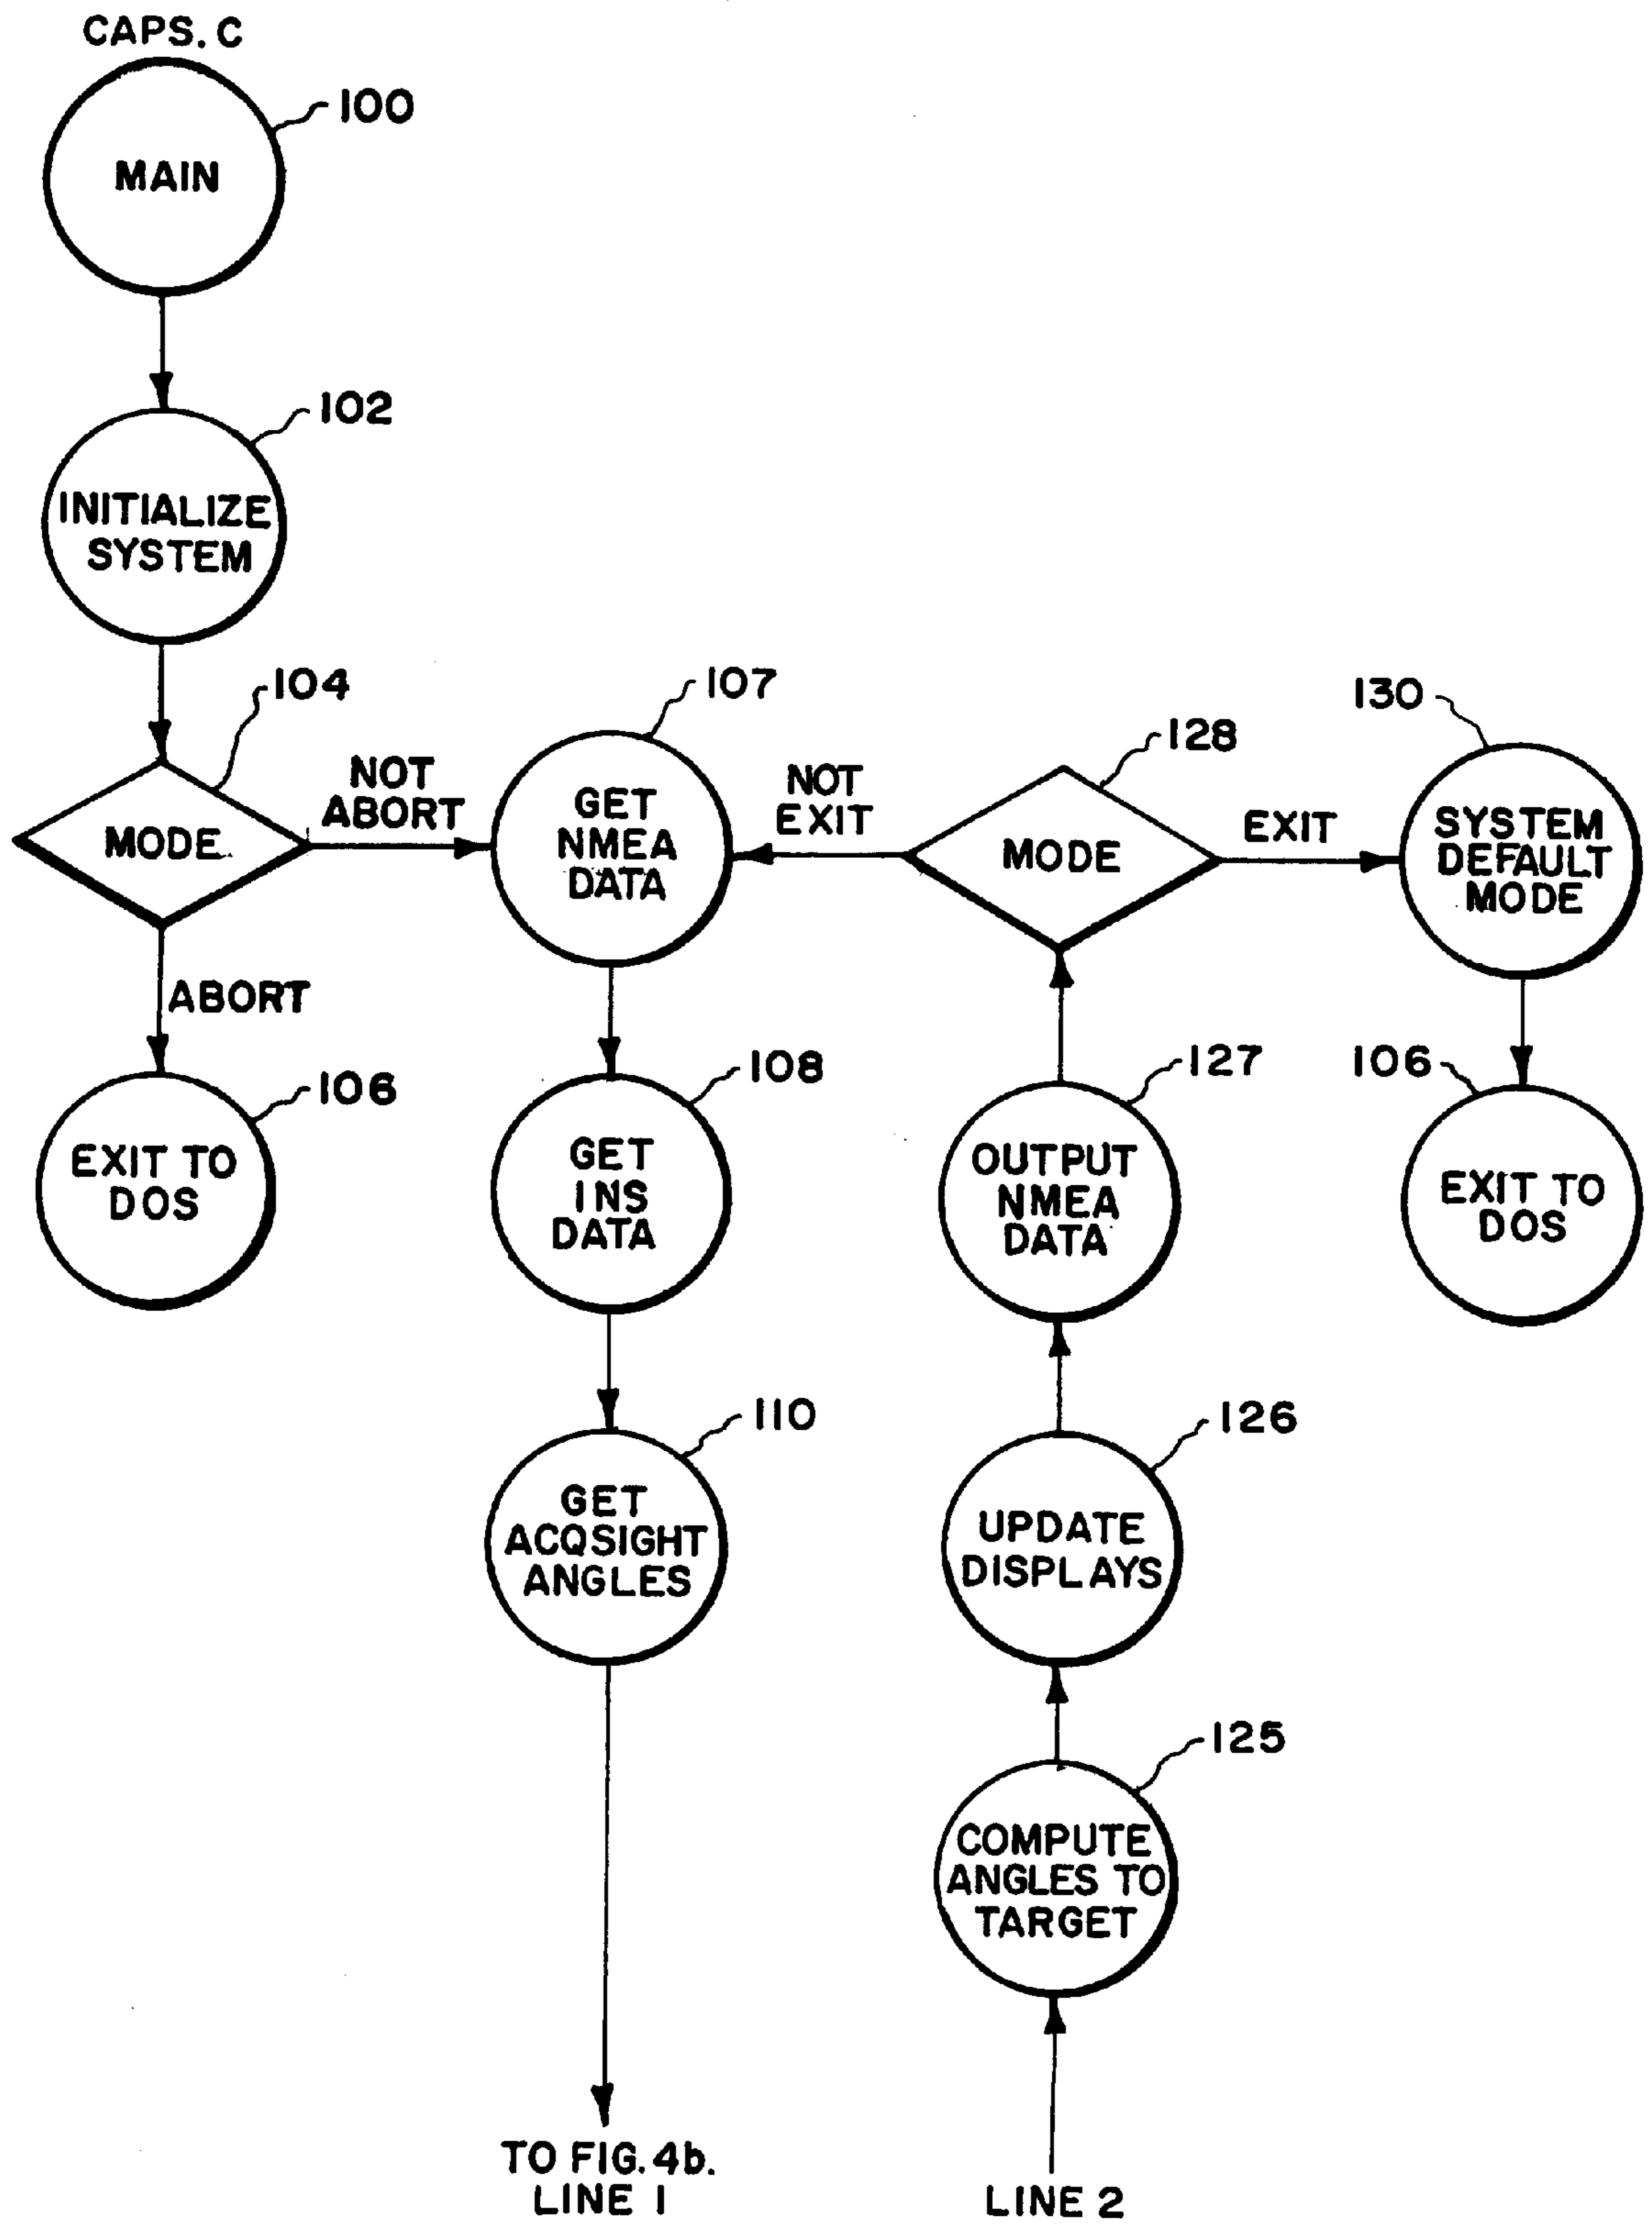 CAPS. C
100
MAIN
102
INITIALIZE
SYSTEM
104
MODE
NOT
ABORT
ABORT
106
EXIT TO
DOS
107
GET
NMEA
DATA
108
GET
INS
DATA
110
GET
ACQSIGHT
ANGLES
TO FIG. 4b.
LINE 1
NOT
EXIT
128
MODE
EXIT
130
SYSTEM
DEFAULT
MODE
106
EXIT TO
DOS
127
OUTPUT
NMEA
DATA
126
UPDATE
DISPLAYS
125
COMPUTE
ANGLES TO
TARGET
LINE 2